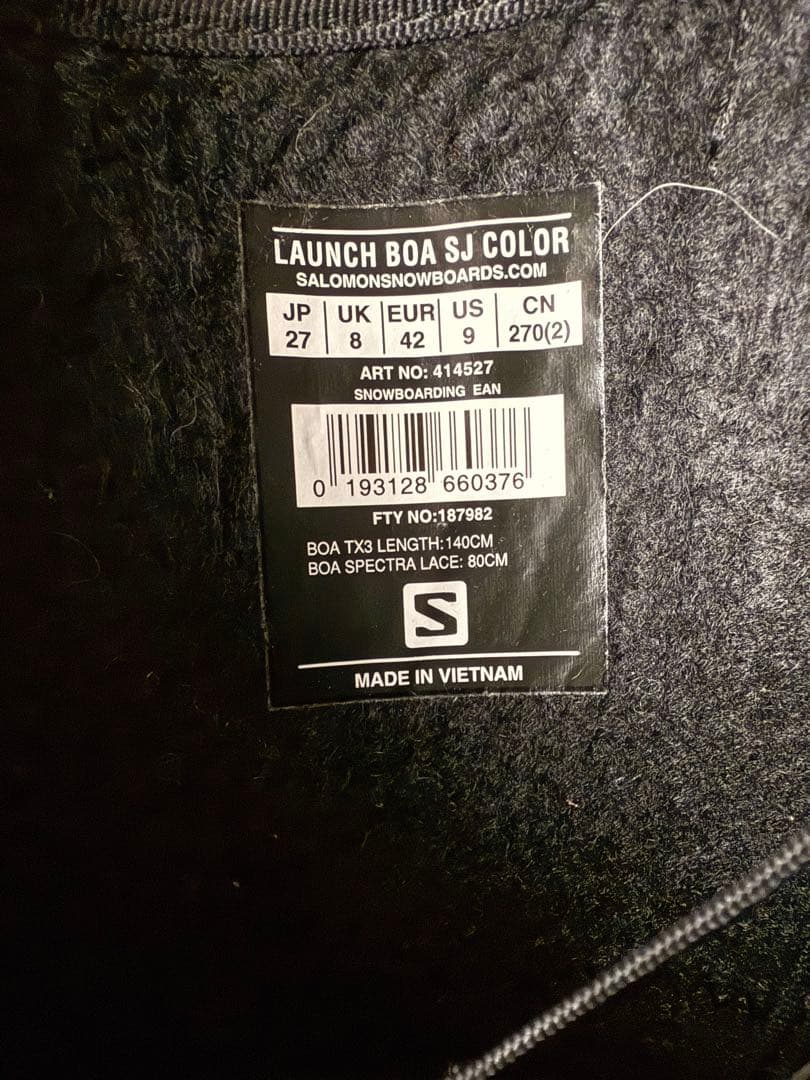 LAUNCH BOA SJ COLOR
SALOMONSNOWBOARDS.COM
JP UK EUR US CN
27 8 42 9 270(2)
ART NO: 414527
SNOWBOARDING EAN
0 193128 660376
FTY NO:187982
BOA TX3 LENGTH:140CM
BOA SPECTRA LACE: 80CM
S
MADE IN VIETNAM